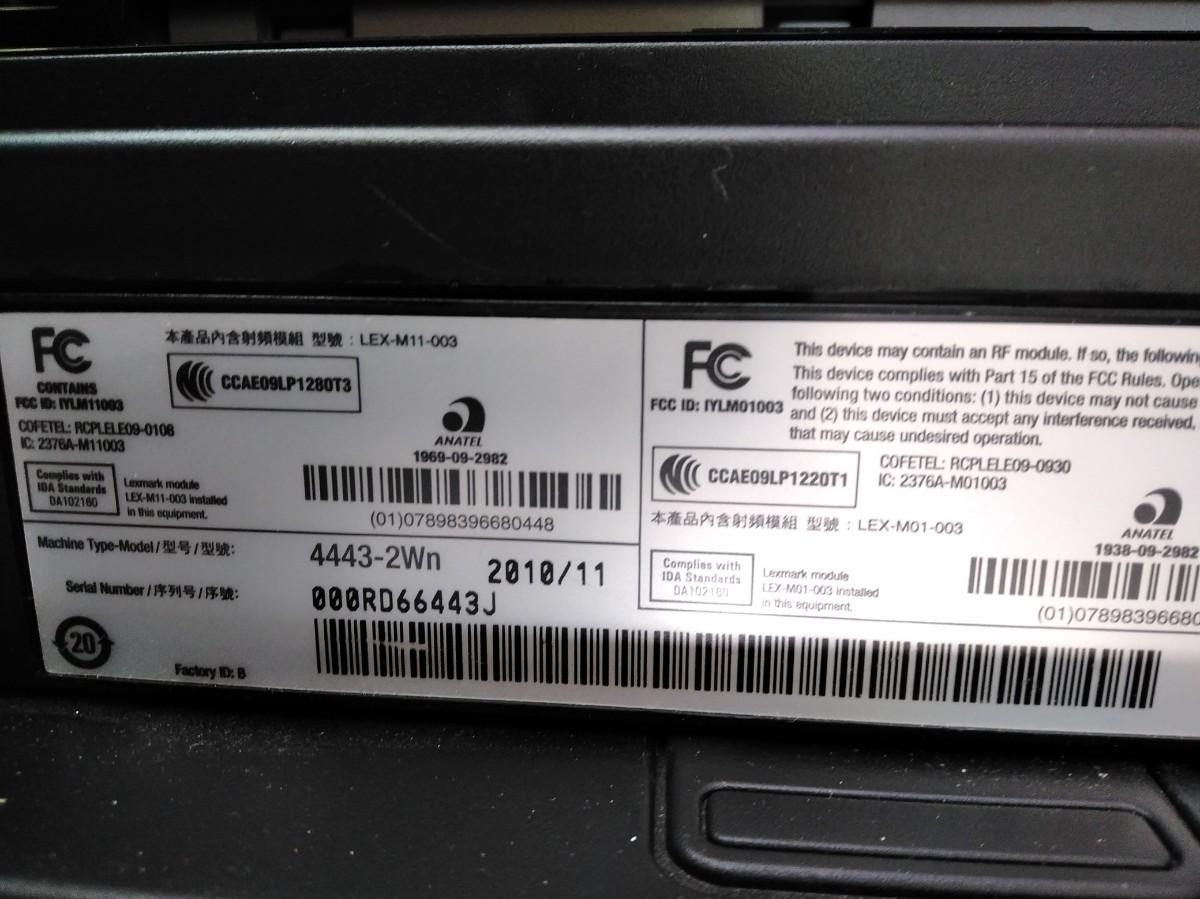 FC
CONTAINS
FCC ID: IYLM11003
COFETEL: RCPLELE09-0108
IC: 2376A-M11003
本產品內含射頻模組 型號：LEX-M11-003
CCAE09LP1280T3
ANATEL
1969-09-2982
Complies with
IDA Standards
DA102160
Lexmark module
LEX-M11-003 installed
in this equipment.
(01)07898396680448
FC
FCC ID: IYLM01003
This device may contain an RF module. If so, the following
This device complies with Part 15 of the FCC Rules. Ope
following two conditions: (1) this device may not cause
and (2) this device must accept any interference received,
that may cause undesired operation.
CCAE09LP1220T1
COFETEL: RCPLELE09-0930
IC: 2376A-M01003
本產品內含射頻模組 型號：LEX-M01-003
ANATEL
1938-09-2982
Complies with
IDA Standards
DA102160
Lexmark module
LEX-M01-003 installed
in this equipment.
(01)0789839668
Machine Type-Model/型号/型號: 4443-2Wn 2010/11
Serial Number/序列号/序號: 000RD66443J
20
Factory ID: B